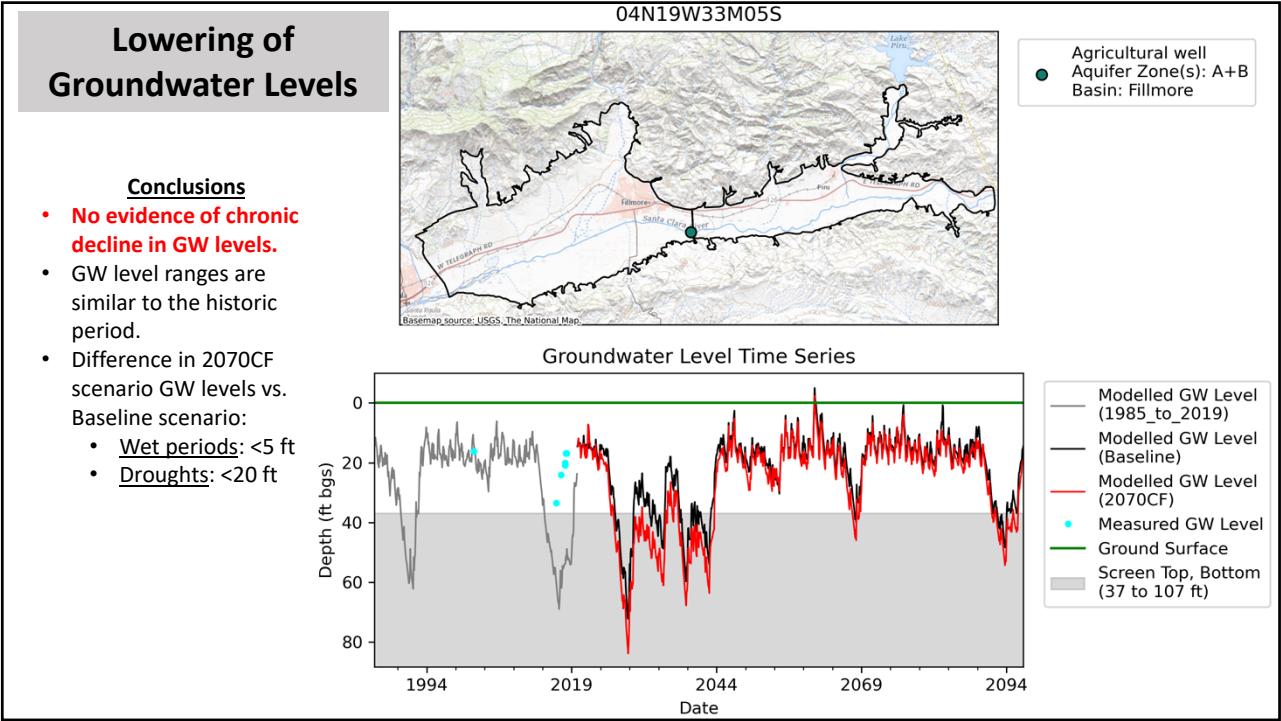 Lowering of
Groundwater Levels
Conclusions
• No evidence of chronic
decline in GW levels.
• GW level ranges are
similar to the historic
period.
• Difference in 2070CF
scenario GW levels vs.
Baseline scenario:
• Wet periods: <5 ft
• Droughts: <20 ft
04N19W33M05S
Lake
Piru
Fillmore
Piru
126
E TELEGRAPH RD
Santa Clara River
W TELEGRAPH RD
Santa Paula
Basemap source: USGS, The National Map.
Agricultural well
Aquifer Zone(s): A+B
Basin: Fillmore
Groundwater Level Time Series
Depth (ft bgs)
0
20
40
60
80
1994
2019
2044
2069
2094
Date
Modelled GW Level
(1985_to_2019)
Modelled GW Level
(Baseline)
Modelled GW Level
(2070CF)
Measured GW Level
Ground Surface
Screen Top, Bottom
(37 to 107 ft)